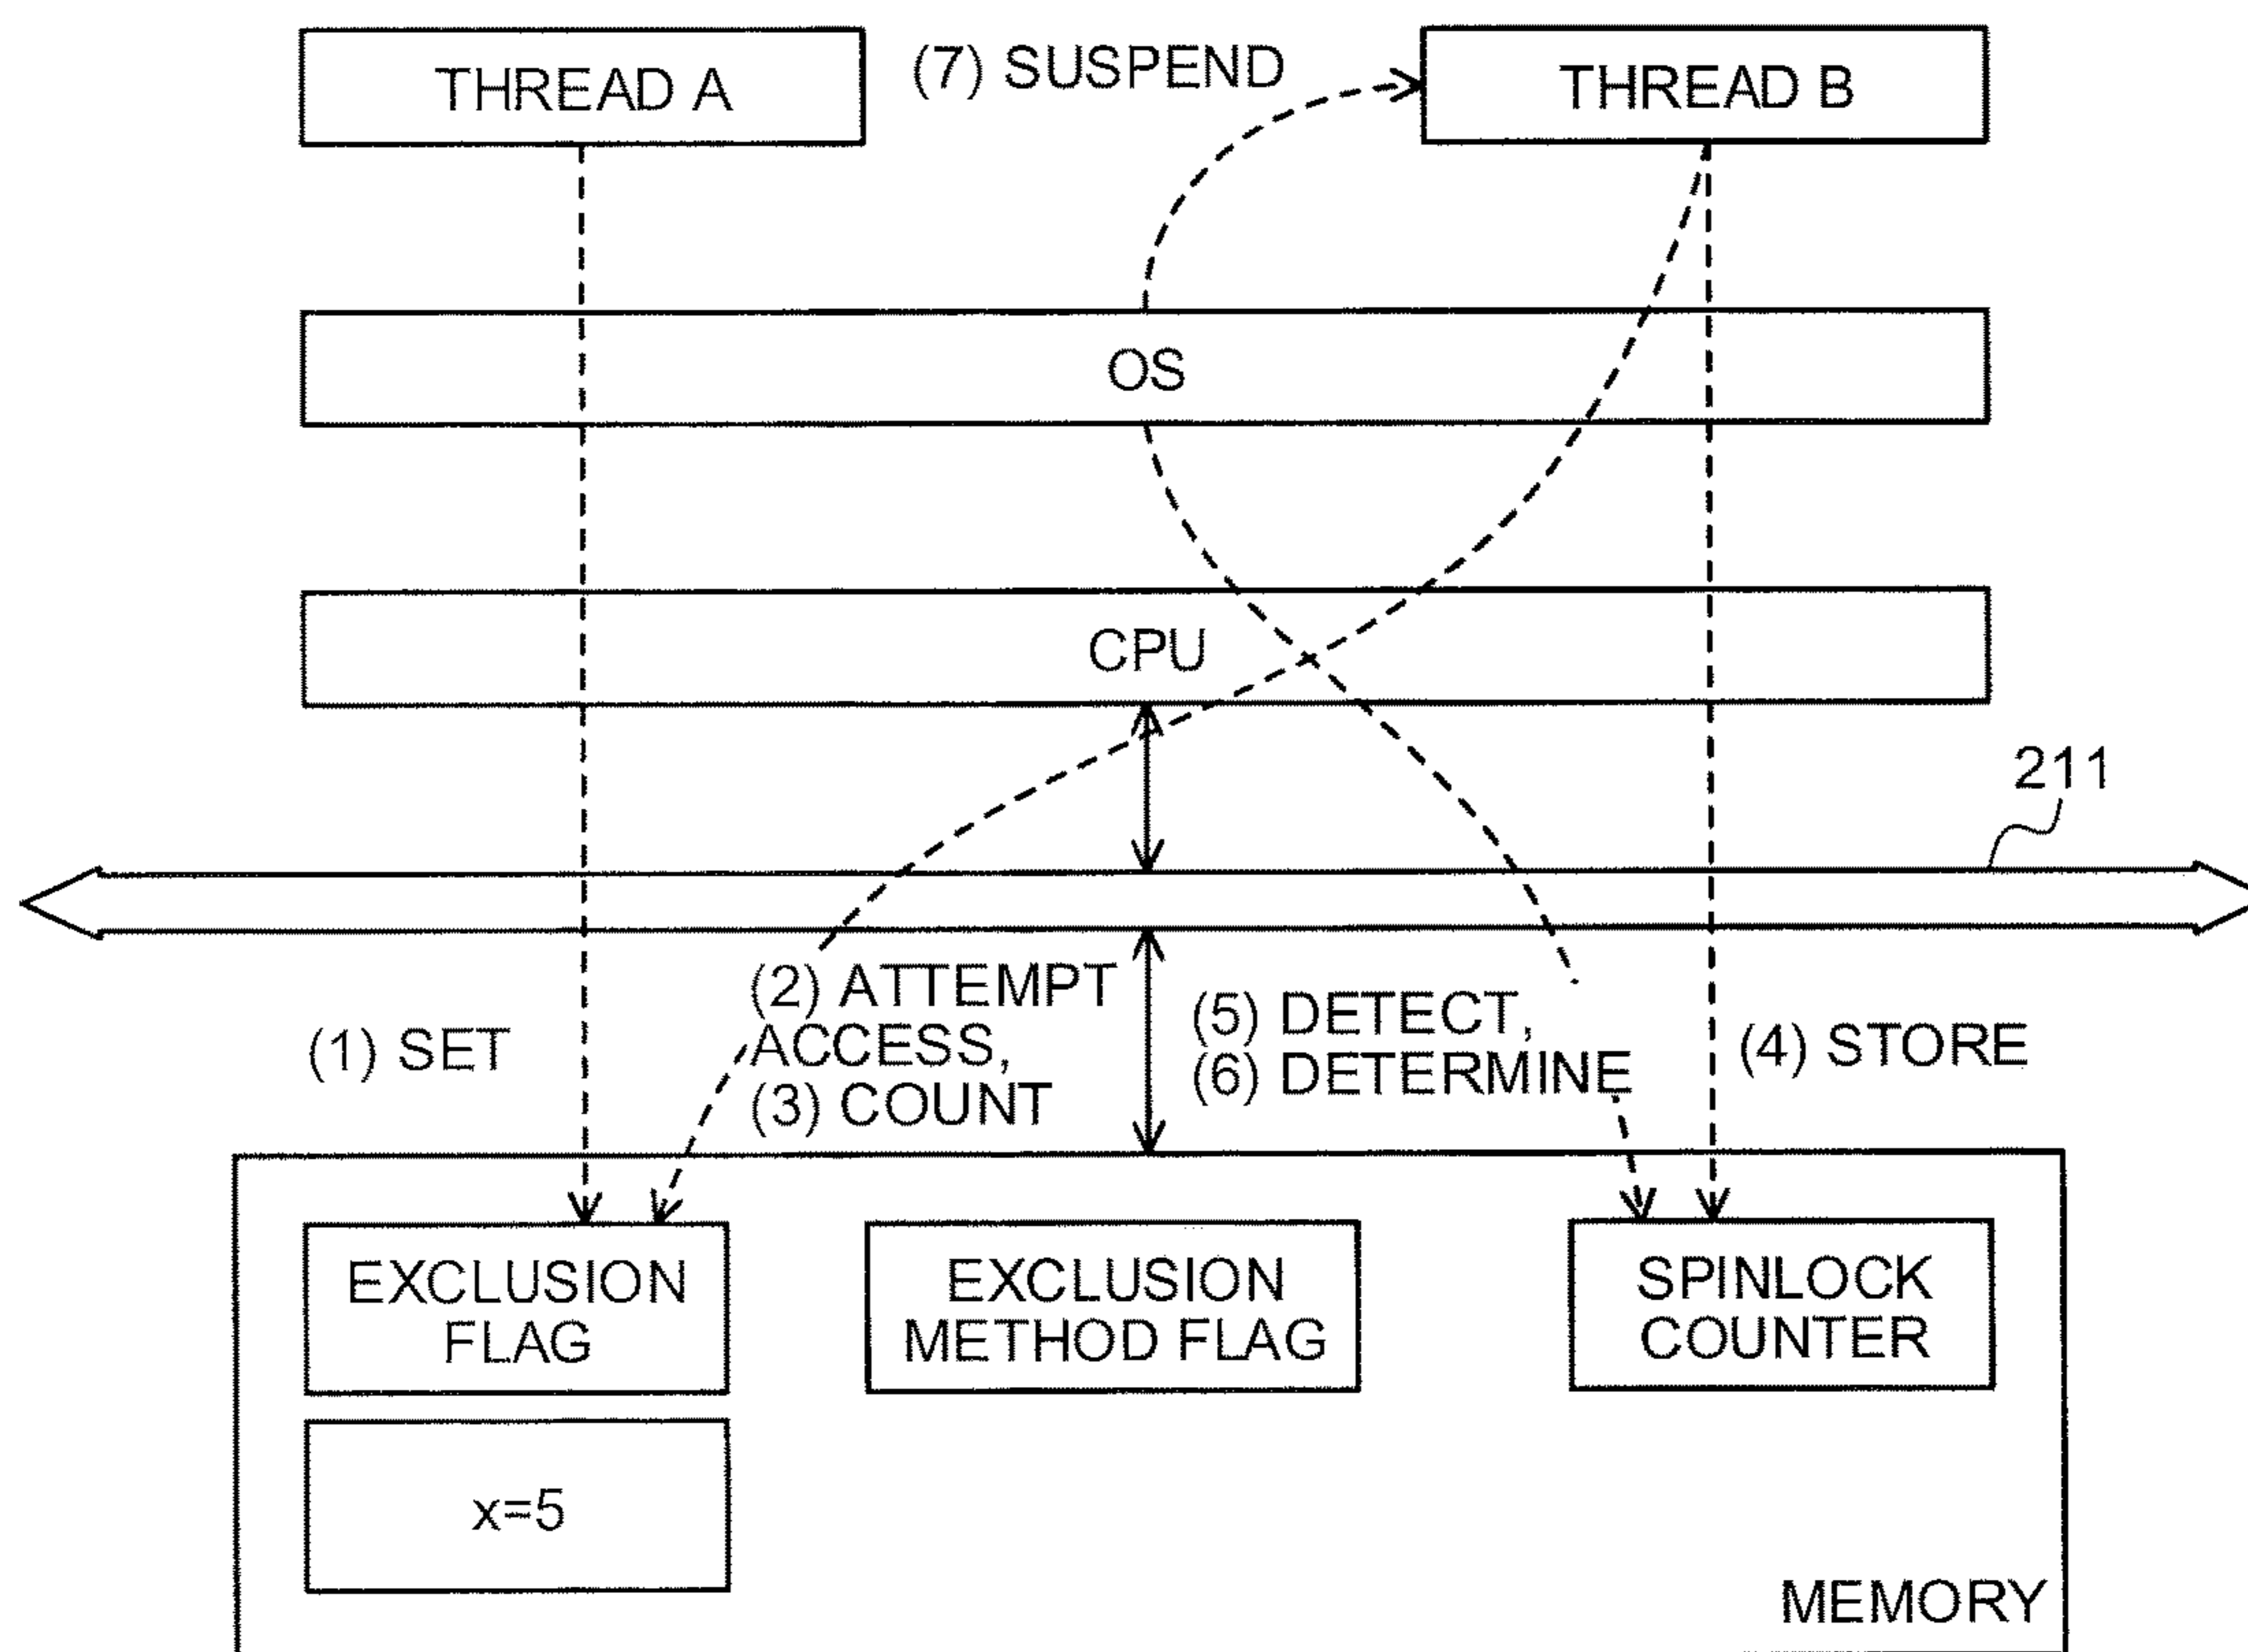 THREAD A
(7) SUSPEND
THREAD B
OS
CPU
211
(1) SET
(2) ATTEMPT
ACCESS,
(3) COUNT
(5) DETECT,
(6) DETERMINE
(4) STORE
EXCLUSION
FLAG
EXCLUSION
METHOD FLAG
SPINLOCK
COUNTER
x=5
MEMORY